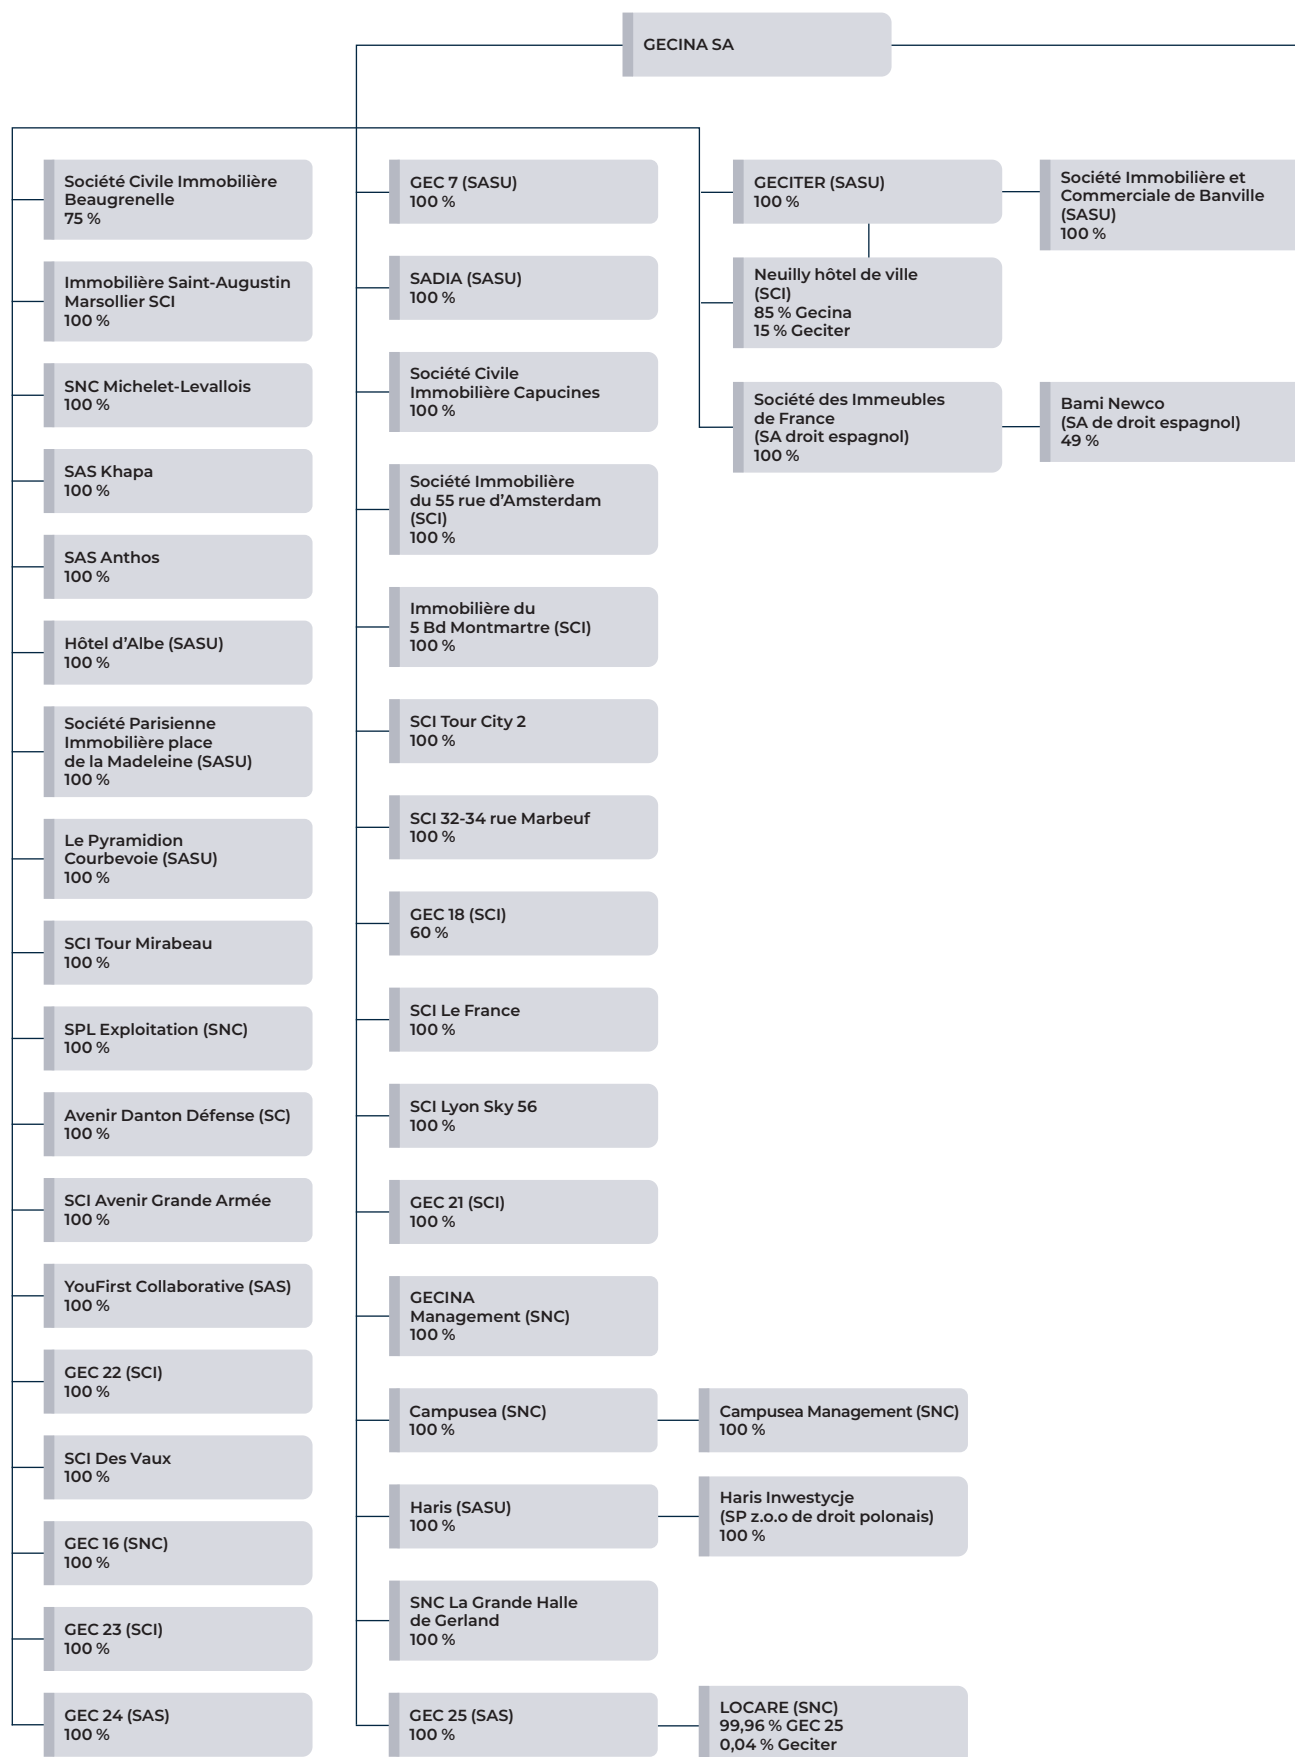 GECINA SA
Société Civile Immobilière
Beaugrenelle
75 %
Immobilière Saint-Augustin
Marsollier SCI
100 %
SNC Michelet-Levallois
100 %
SAS Khapa
100 %
SAS Anthos
100 %
Hôtel d’Albe (SASU)
100 %
Société Parisienne
Immobilière place
de la Madeleine (SASU)
100 %
Le Pyramidion
Courbevoie (SASU)
100 %
SCI Tour Mirabeau
100 %
SPL Exploitation (SNC)
100 %
Avenir Danton Défense (SC)
100 %
SCI Avenir Grande Armée
100 %
YouFirst Collaborative (SAS)
100 %
GEC 22 (SCI)
100 %
SCI Des Vaux
100 %
GEC 16 (SNC)
100 %
GEC 23 (SCI)
100 %
GEC 24 (SAS)
100 %
GEC 7 (SASU)
100 %
SADIA (SASU)
100 %
Société Civile
Immobilière Capucines
100 %
Société Immobilière
du 55 rue d’Amsterdam
(SCI)
100 %
Immobilière du
5 Bd Montmartre (SCI)
100 %
SCI Tour City 2
100 %
SCI 32-34 rue Marbeuf
100 %
GEC 18 (SCI)
60 %
SCI Le France
100 %
SCI Lyon Sky 56
100 %
GEC 21 (SCI)
100 %
GECINA
Management (SNC)
100 %
Campusea (SNC)
100 %
Campusea Management (SNC)
100 %
Haris (SASU)
100 %
Haris Inwestycje
(SP z.o.o de droit polonais)
100 %
SNC La Grande Halle
de Gerland
100 %
GEC 25 (SAS)
100 %
LOCARE (SNC)
99,96 % GEC 25
0,04 % Geciter
GECITER (SASU)
100 %
Société Immobilière et
Commerciale de Banville
(SASU)
100 %
Neuilly hôtel de ville
(SCI)
85 % Gecina
15 % Geciter
Société des Immeubles
de France
(SA droit espagnol)
100 %
Bami Newco
(SA de droit espagnol)
49 %